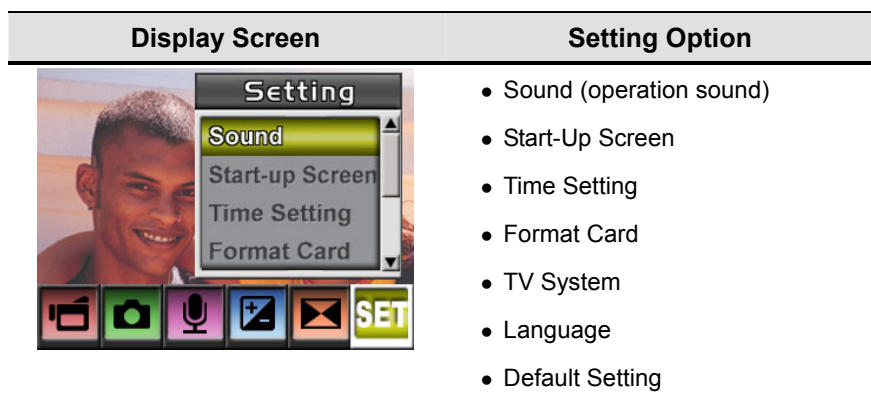 Display Screen
Setting Option
Setting
Sound
Start-up Screen
Time Setting
Format Card
SET
● Sound (operation sound)
● Start-Up Screen
● Time Setting
● Format Card
● TV System
● Language
● Default Setting